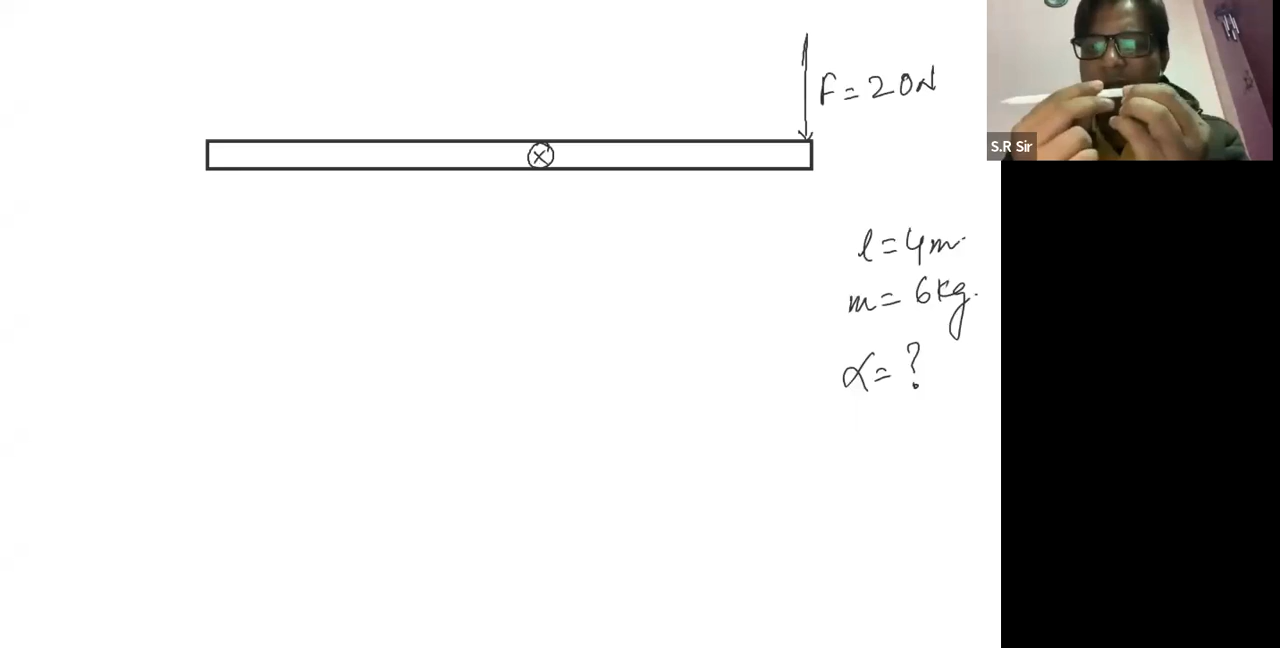 F = 20N
S.R Sir
l = 4m.
m = 6kg.
α = ?